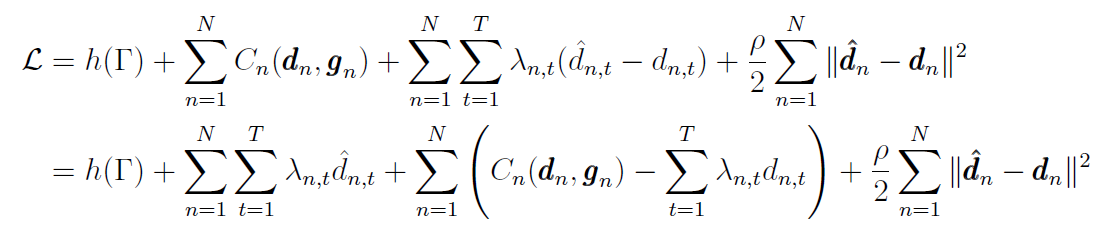 $\mathcal{L} = h(\Gamma) + \sum_{n=1}^{N} C_n(\boldsymbol{d}_n, \boldsymbol{g}_n) + \sum_{n=1}^{N} \sum_{t=1}^{T} \lambda_{n,t}(\hat{d}_{n,t} - d_{n,t}) + \frac{\rho}{2} \sum_{n=1}^{N} \|\hat{\boldsymbol{d}}_n - \boldsymbol{d}_n\|^2$
$= h(\Gamma) + \sum_{n=1}^{N} \sum_{t=1}^{T} \lambda_{n,t}\hat{d}_{n,t} + \sum_{n=1}^{N} \left( C_n(\boldsymbol{d}_n, \boldsymbol{g}_n) - \sum_{t=1}^{T} \lambda_{n,t} d_{n,t} \right) + \frac{\rho}{2} \sum_{n=1}^{N} \|\hat{\boldsymbol{d}}_n - \boldsymbol{d}_n\|^2$